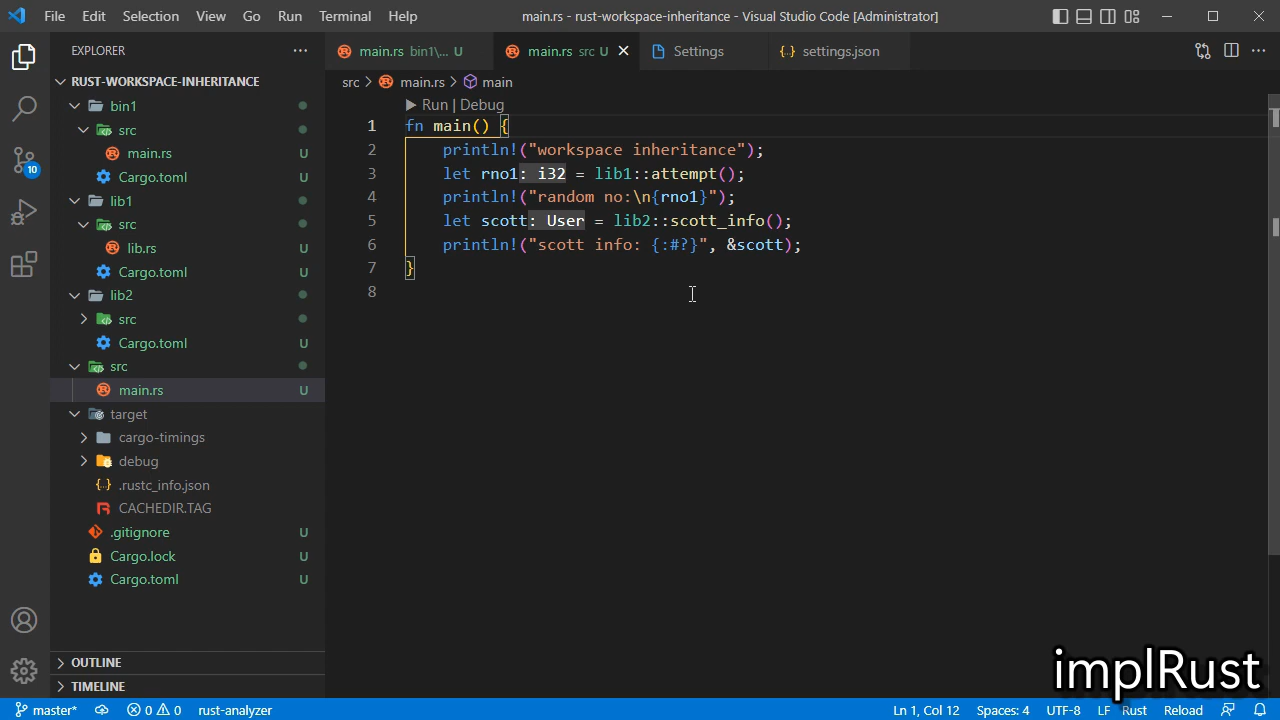 File Edit Selection View Go Run Terminal Help main.rs - rust-workspace-inheritance - Visual Studio Code [Administrator]
EXPLORER
main.rs bin1\... U main.rs src U Settings {··} settings.json
RUST-WORKSPACE-INHERITANCE
src > main.rs > main
bin1
src
main.rs U
Cargo.toml U
lib1
src
lib.rs U
Cargo.toml U
lib2
src
Cargo.toml U
src
main.rs U
target
cargo-timings
debug
{··} .rustc_info.json
CACHEDIR.TAG
.gitignore U
Cargo.lock U
Cargo.toml U
OUTLINE
TIMELINE
10
Run | Debug
1 fn main() {
2 println!("workspace inheritance");
3 let rno1: i32 = lib1::attempt();
4 println!("random no:\n{rno1}");
5 let scott: User = lib2::scott_info();
6 println!("scott info: {:#?}", &scott);
7 }
8
implRust
master* 0 0 rust-analyzer Ln 1, Col 12 Spaces: 4 UTF-8 LF Rust Reload